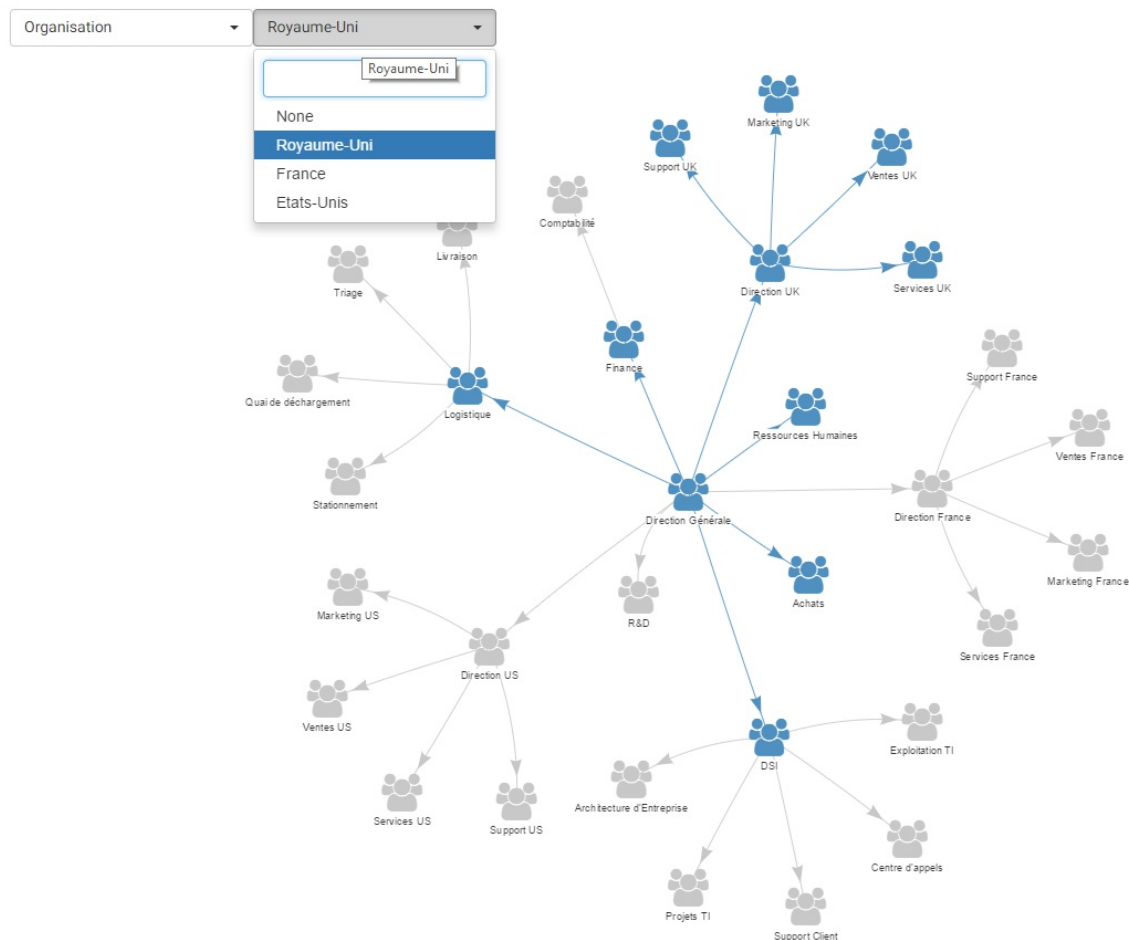 Organisation
Royaume-Uni
Royaume-Uni
None
Royaume-Uni
France
Etats-Unis
Marketing UK
Support UK
Ventes UK
Comptabilité
Livraison
Triage
Direction UK
Services UK
Finance
Support France
Quai de déchargement
Logistique
Ressources Humaines
Ventes France
Stationnement
Direction Générale
Direction France
Marketing France
Achats
Marketing US
R&D
Services France
Direction US
Ventes US
Exploitation TI
DSI
Architecture d'Entreprise
Services US
Support US
Centre d'appels
Projets TI
Support Client